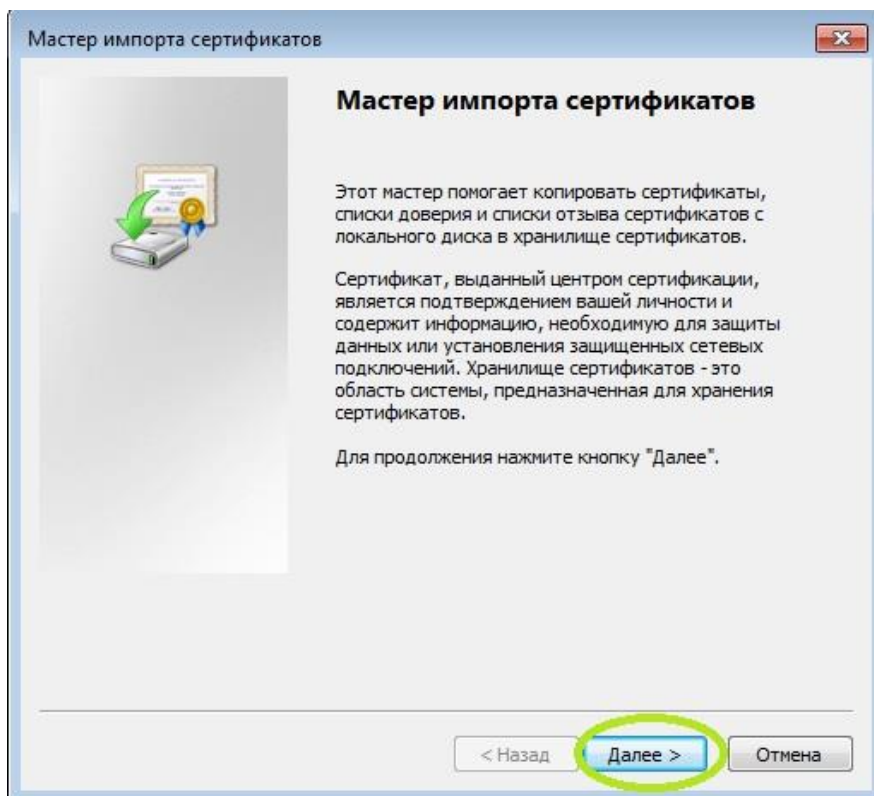 Мастер импорта сертификатов
Мастер импорта сертификатов
Этот мастер помогает копировать сертификаты,
списки доверия и списки отзыва сертификатов с
локального диска в хранилище сертификатов.
Сертификат, выданный центром сертификации,
является подтверждением вашей личности и
содержит информацию, необходимую для защиты
данных или установления защищенных сетевых
подключений. Хранилище сертификатов - это
область системы, предназначенная для хранения
сертификатов.
Для продолжения нажмите кнопку "Далее".
< Назад Далее > Отмена